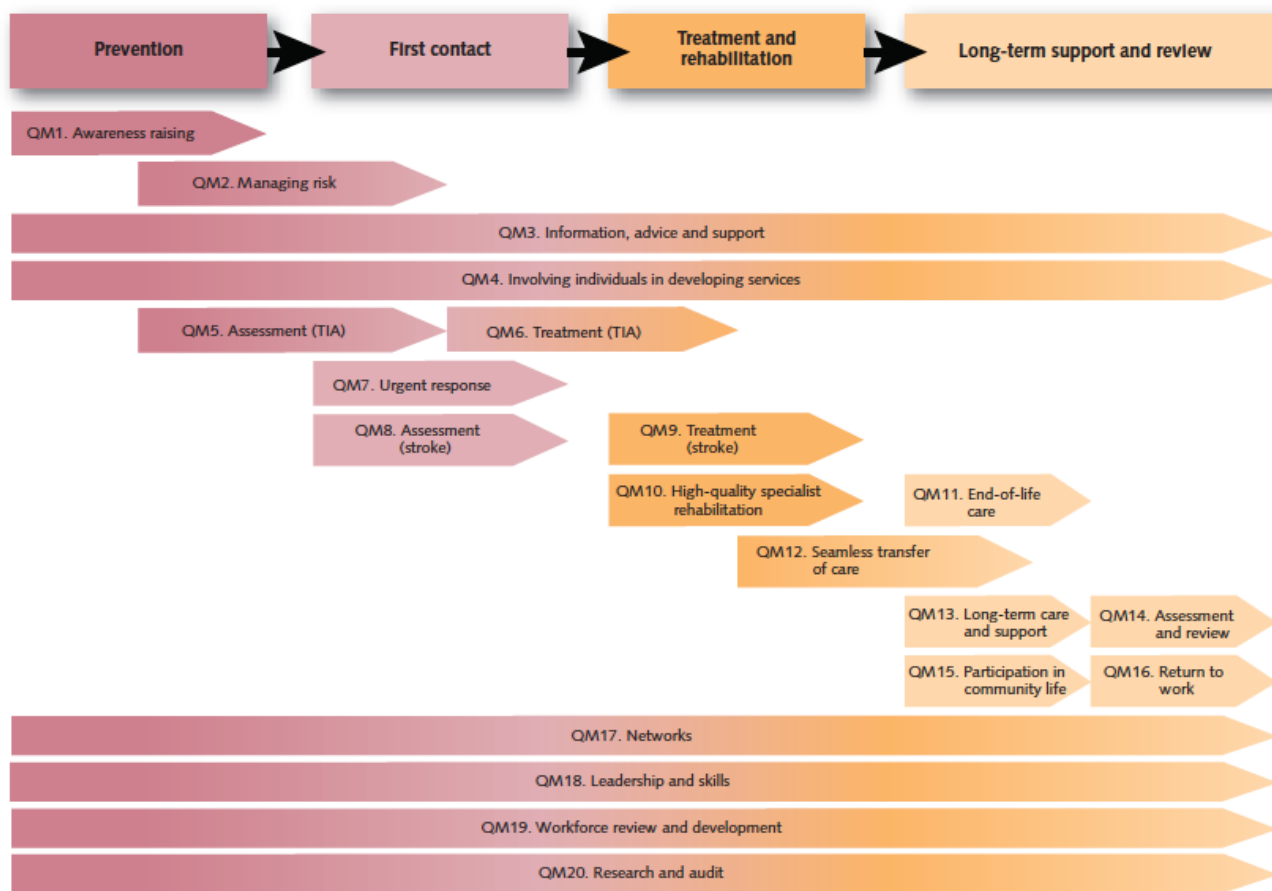 Prevention
First contact
Treatment and
rehabilitation
Long-term support and review
QM1. Awareness raising
QM2. Managing risk
QM3. Information, advice and support
QM4. Involving individuals in developing services
QM5. Assessment (TIA)
QM6. Treatment (TIA)
QM7. Urgent response
QM8. Assessment
(stroke)
QM9. Treatment
(stroke)
QM10. High-quality specialist
rehabilitation
QM11. End-of-life
care
QM12. Seamless transfer
of care
QM13. Long-term care
and support
QM14. Assessment
and review
QM15. Participation in
community life
QM16. Return to
work
QM17. Networks
QM18. Leadership and skills
QM19. Workforce review and development
QM20. Research and audit